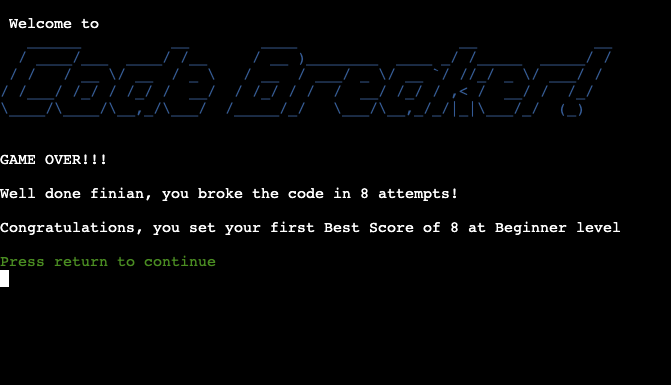 Welcome to
Code Breaker!
GAME OVER!!!
Well done finian, you broke the code in 8 attempts!
Congratulations, you set your first Best Score of 8 at Beginner level
Press return to continue